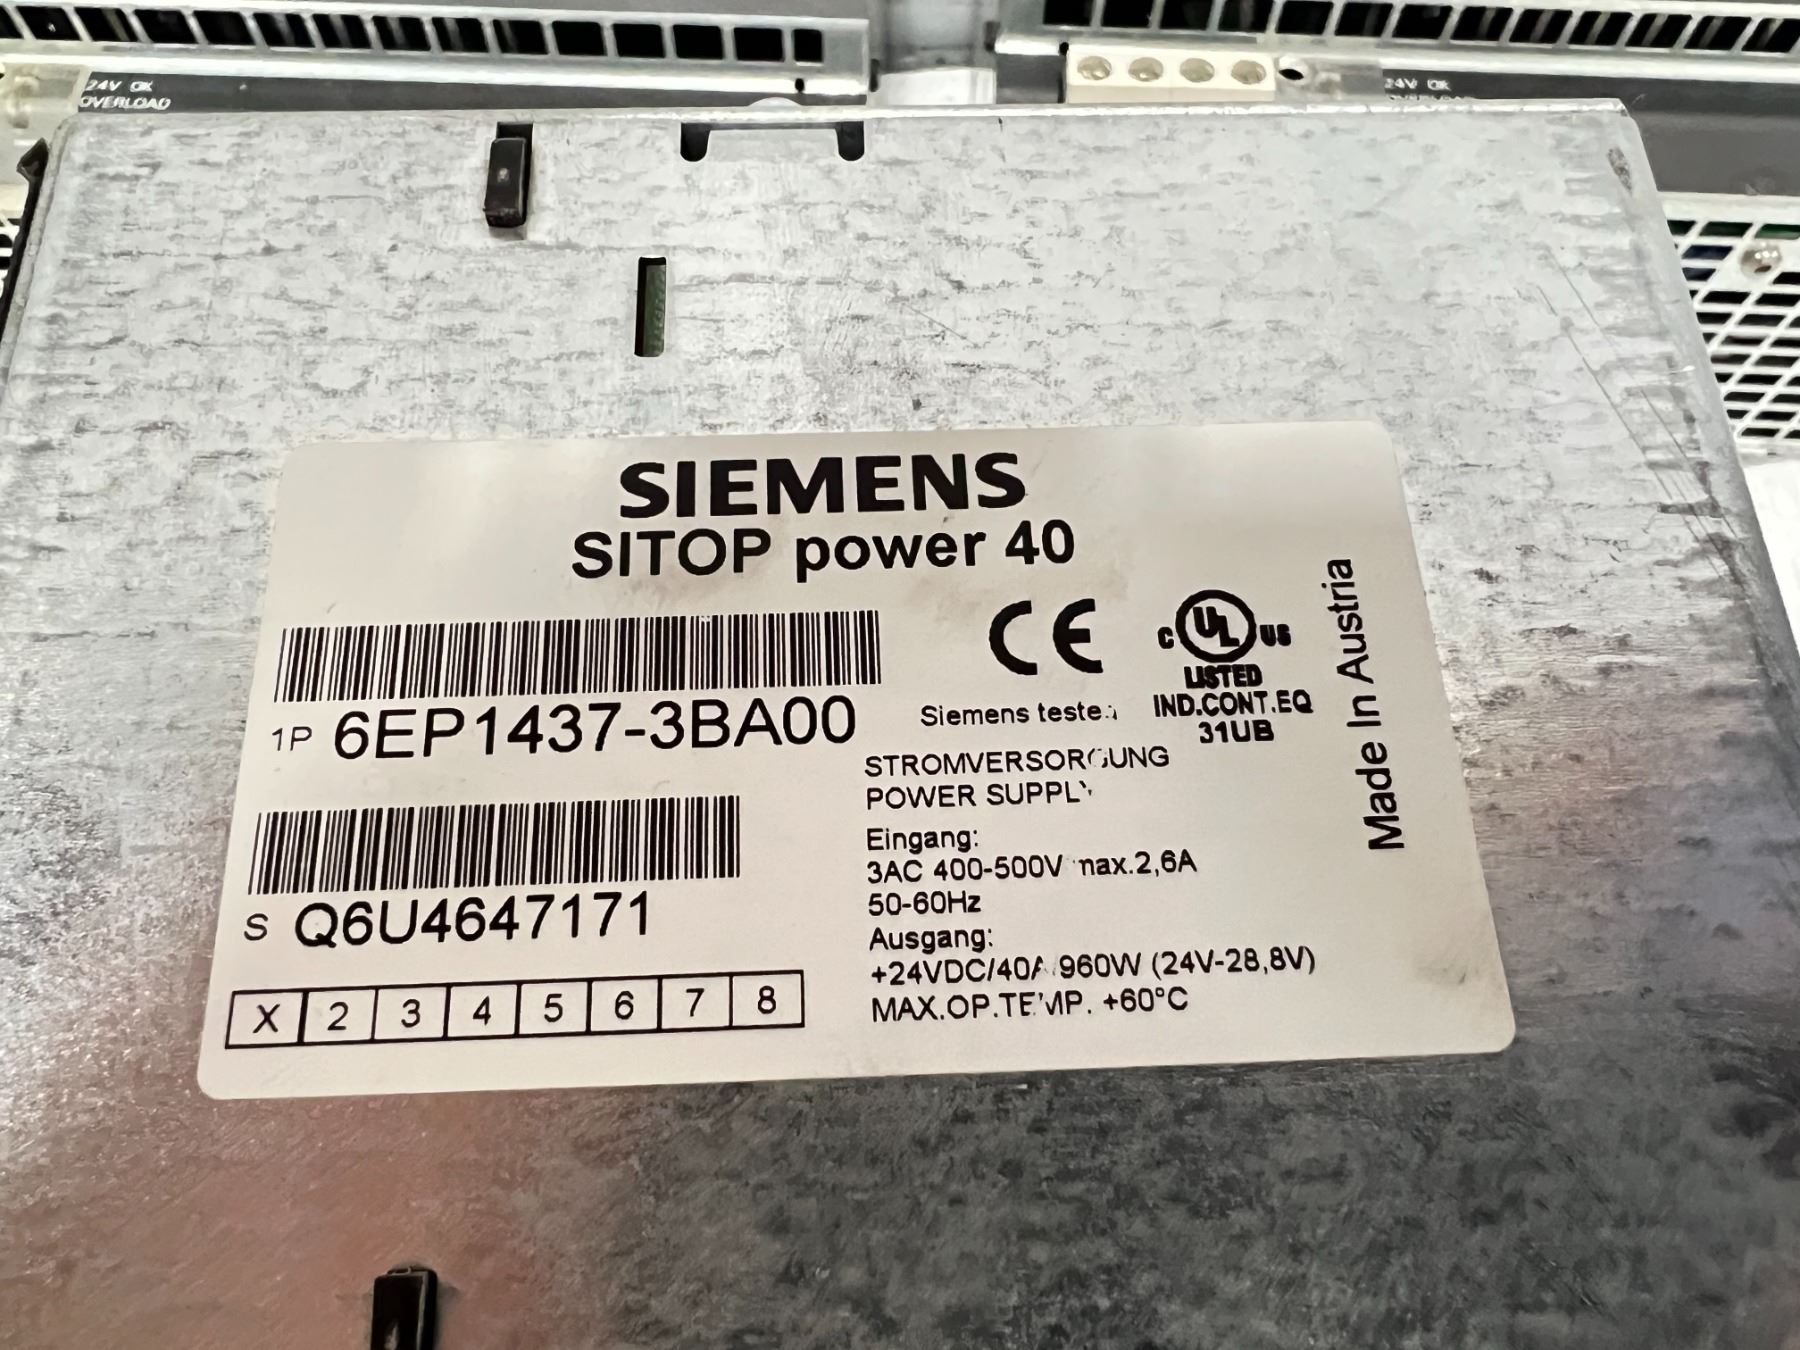 24V OK
OVERLOAD
24V OK
SIEMENS
SITOP power 40
CE
C UL US
LISTED
IND.CONT.EQ
31UB
1P 6EP1437-3BA00
Siemens tested
STROMVERSORGUNG
POWER SUPPLY
Eingang:
3AC 400-500V max.2,6A
50-60Hz
Ausgang:
+24VDC/40A 960W (24V-28,8V)
MAX.OP.TEMP. +60°C
S Q6U4647171
X 2 3 4 5 6 7 8
Made In Austria